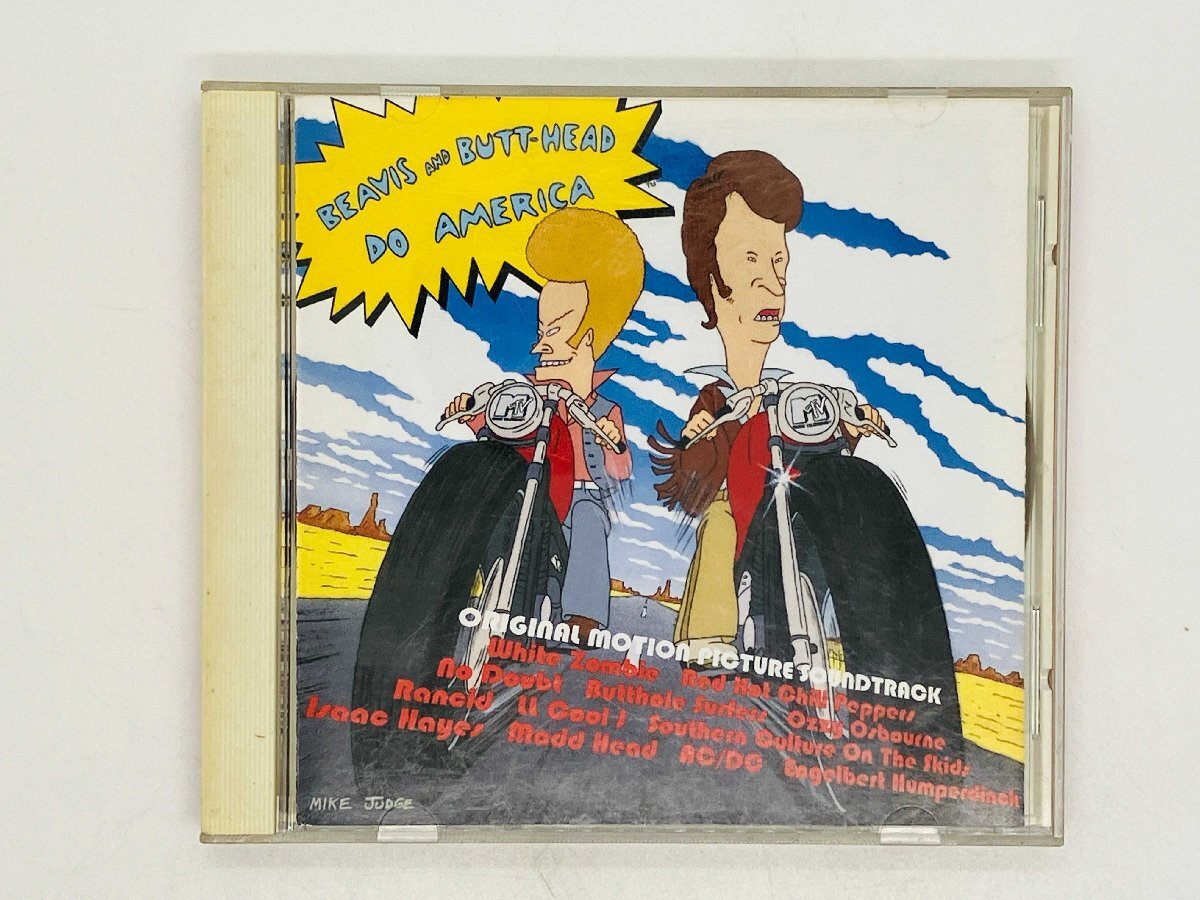 BEAVIS AND BUTT-HEAD
DO AMERICA
TM
MTV
MTV
ORIGINAL MOTION PICTURE SOUNDTRACK
White Zombie Red Hot Chili Peppers
No Doubt Butthole Surfers Ozzy Osbourne
Rancid LL Cool J Southern Culture On The Skids
Isaac Hayes Madd Head AC/DC Engelbert Humperdinck
MIKE JUDGE